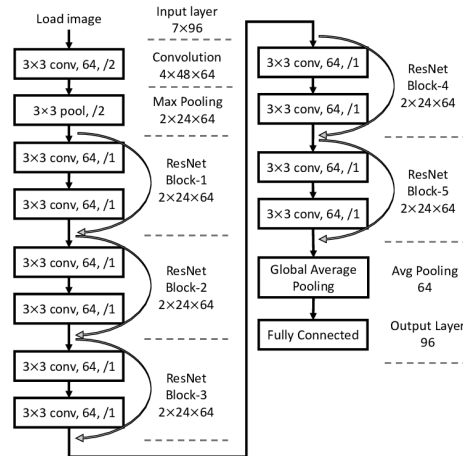 Load image
Input layer
7×96
3×3 conv, 64, /2
Convolution
4×48×64
3×3 pool, /2
Max Pooling
2×24×64
3×3 conv, 64, /1
3×3 conv, 64, /1
ResNet
Block-1
2×24×64
3×3 conv, 64, /1
3×3 conv, 64, /1
ResNet
Block-2
2×24×64
3×3 conv, 64, /1
3×3 conv, 64, /1
ResNet
Block-3
2×24×64
3×3 conv, 64, /1
3×3 conv, 64, /1
ResNet
Block-4
2×24×64
3×3 conv, 64, /1
3×3 conv, 64, /1
ResNet
Block-5
2×24×64
Global Average
Pooling
Avg Pooling
64
Fully Connected
Output Layer
96